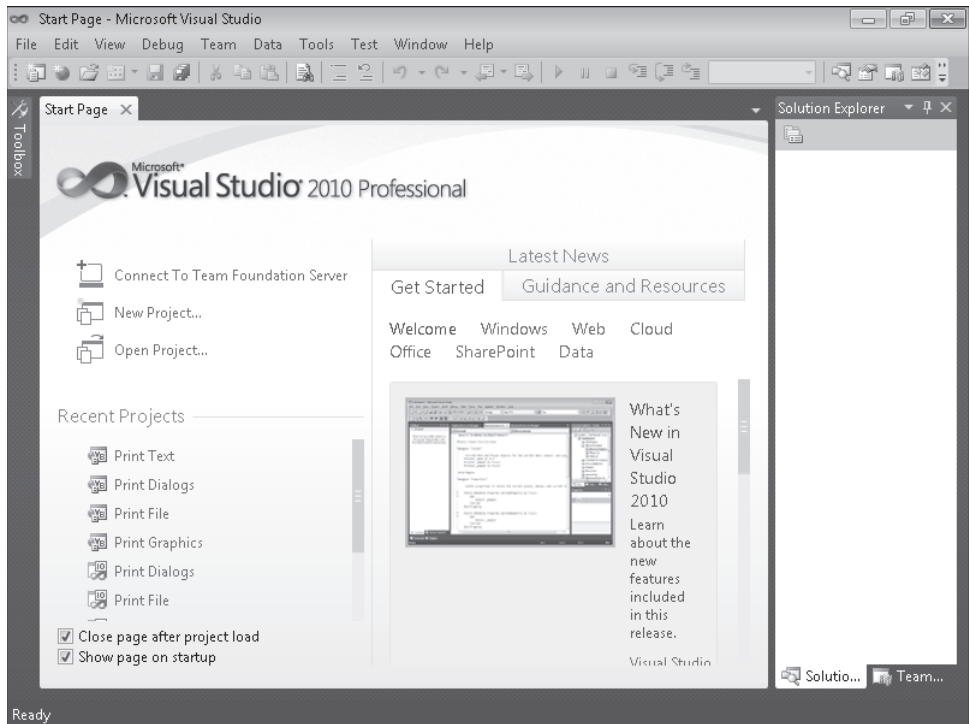 Start Page - Microsoft Visual Studio
File Edit View Debug Team Data Tools Test Window Help
Toolbox
Start Page
Solution Explorer
Microsoft®
Visual Studio® 2010 Professional
Connect To Team Foundation Server
New Project...
Open Project...
Recent Projects
Print Text
Print Dialogs
Print File
Print Graphics
Print Dialogs
Print File
Close page after project load
Show page on startup
Latest News
Get Started Guidance and Resources
Welcome Windows Web Cloud
Office SharePoint Data
What's
New in
Visual
Studio
2010
Learn
about the
new
features
included
in this
release.
Visual Studio
Solutio... Team...
Ready